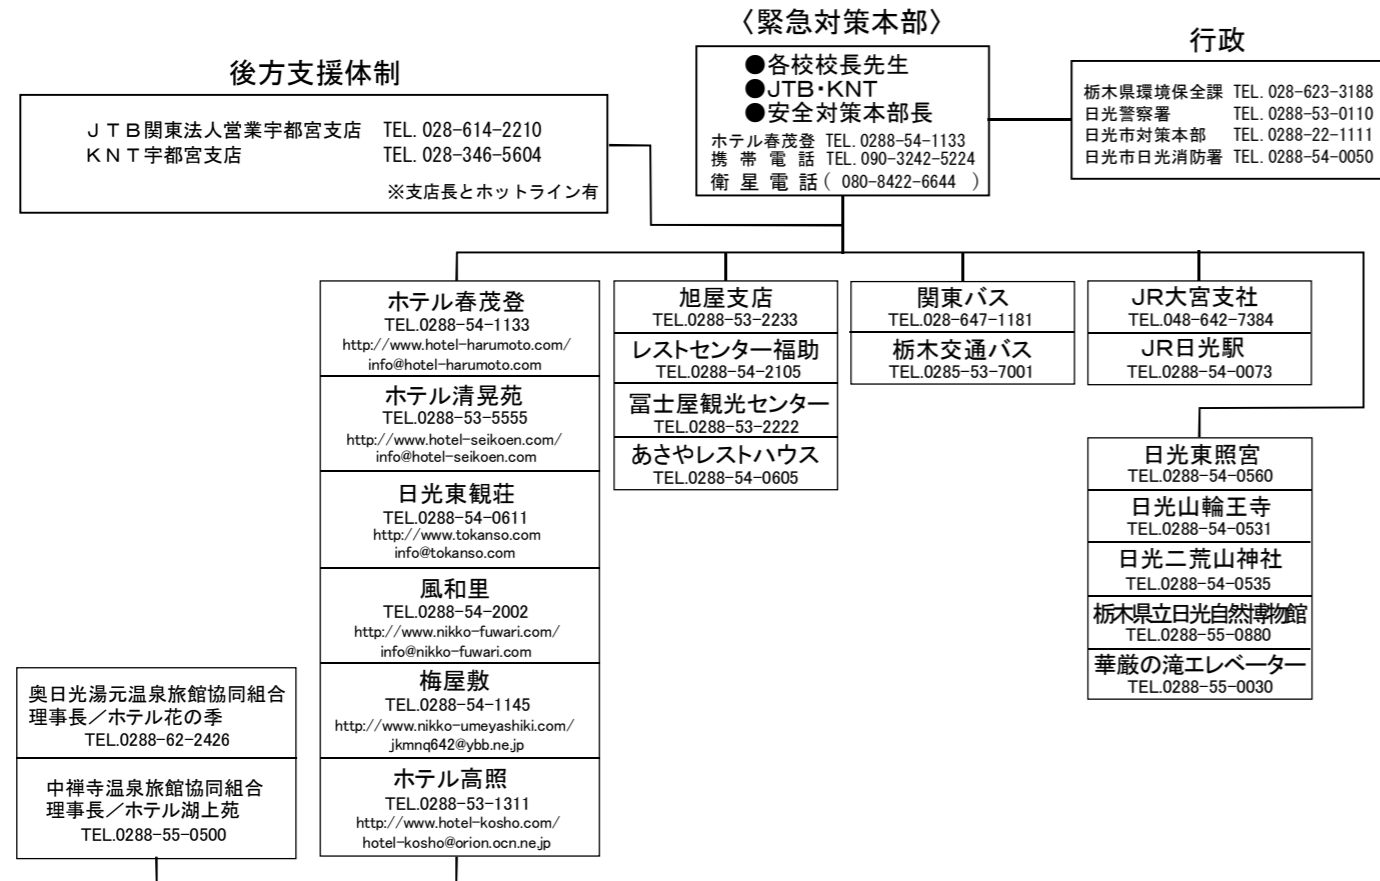 〈緊急対策本部〉
●各校校長先生
●JTB・KNT
●安全対策本部長
ホテル春茂登 TEL. 0288-54-1133
携帯電話 TEL. 090-3242-5224
衛星電話( 080-8422-6644 )
行政
栃木県環境保全課 TEL. 028-623-3188
日光警察署 TEL. 0288-53-0110
日光市対策本部 TEL. 0288-22-1111
日光市日光消防署 TEL. 0288-54-0050
後方支援体制
JTB関東法人営業宇都宮支店 TEL. 028-614-2210
KNT宇都宮支店 TEL. 028-346-5604
※支店長とホットライン有
ホテル春茂登
TEL.0288-54-1133
http://www.hotel-harumoto.com/
info@hotel-harumoto.com
ホテル清晃苑
TEL.0288-53-5555
http://www.hotel-seikoen.com/
info@hotel-seikoen.com
日光東観荘
TEL.0288-54-0611
http://www.tokanso.com
info@tokanso.com
風和里
TEL.0288-54-2002
http://www.nikko-fuwari.com/
info@nikko-fuwari.com
梅屋敷
TEL.0288-54-1145
http://www.nikko-umeyashiki.com/
jkmnq642@ybb.ne.jp
ホテル高照
TEL.0288-53-1311
http://www.hotel-kosho.com/
hotel-kosho@orion.ocn.ne.jp
旭屋支店
TEL.0288-53-2233
レストセンター福助
TEL.0288-54-2105
冨士屋観光センター
TEL.0288-53-2222
あさやレストハウス
TEL.0288-54-0605
関東バス
TEL.028-647-1181
栃木交通バス
TEL.0285-53-7001
JR大宮支社
TEL.048-642-7384
JR日光駅
TEL.0288-54-0073
日光東照宮
TEL.0288-54-0560
日光山輪王寺
TEL.0288-54-0531
日光二荒山神社
TEL.0288-54-0535
栃木県立日光自然博物館
TEL.0288-55-0880
華厳の滝エレベーター
TEL.0288-55-0030
奥日光湯元温泉旅館協同組合
理事長/ホテル花の季
TEL.0288-62-2426
中禅寺温泉旅館協同組合
理事長/ホテル湖上苑
TEL.0288-55-0500